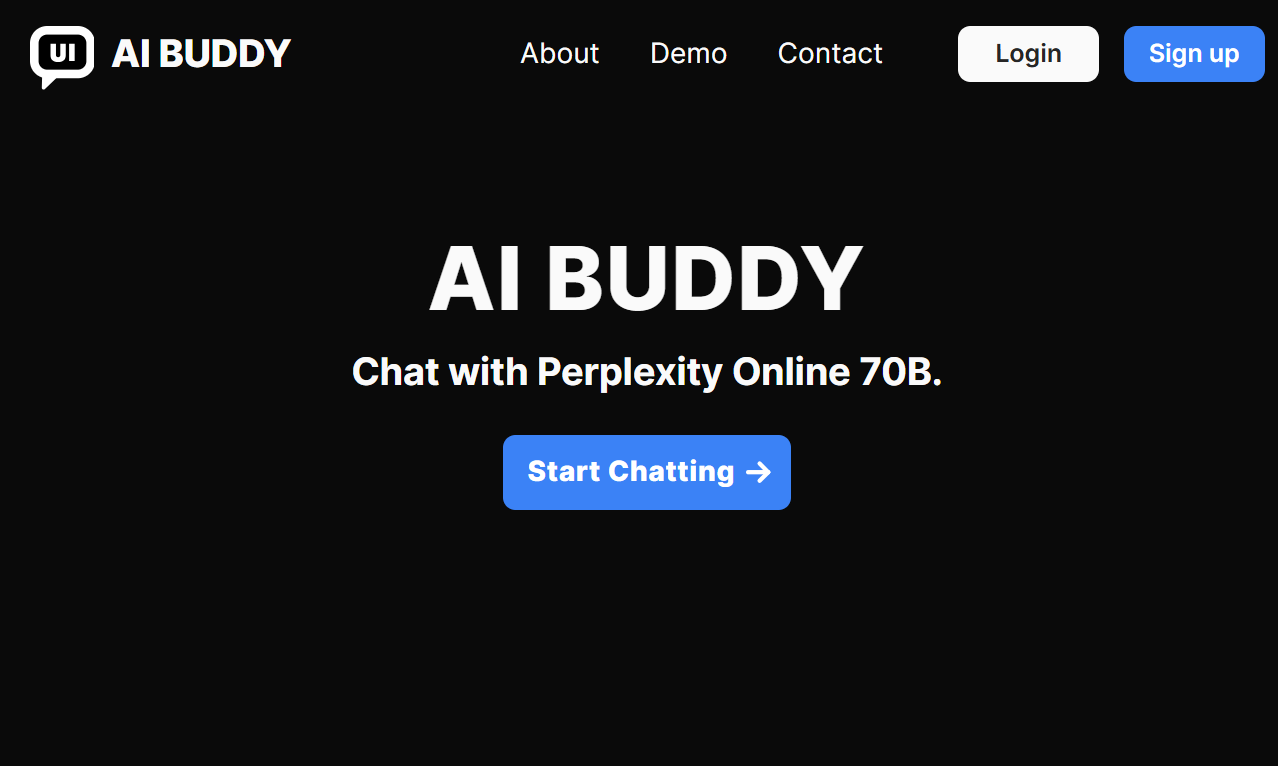 UI AI BUDDY About Demo Contact Login Sign up
AI BUDDY
Chat with Perplexity Online 70B.
Start Chatting →